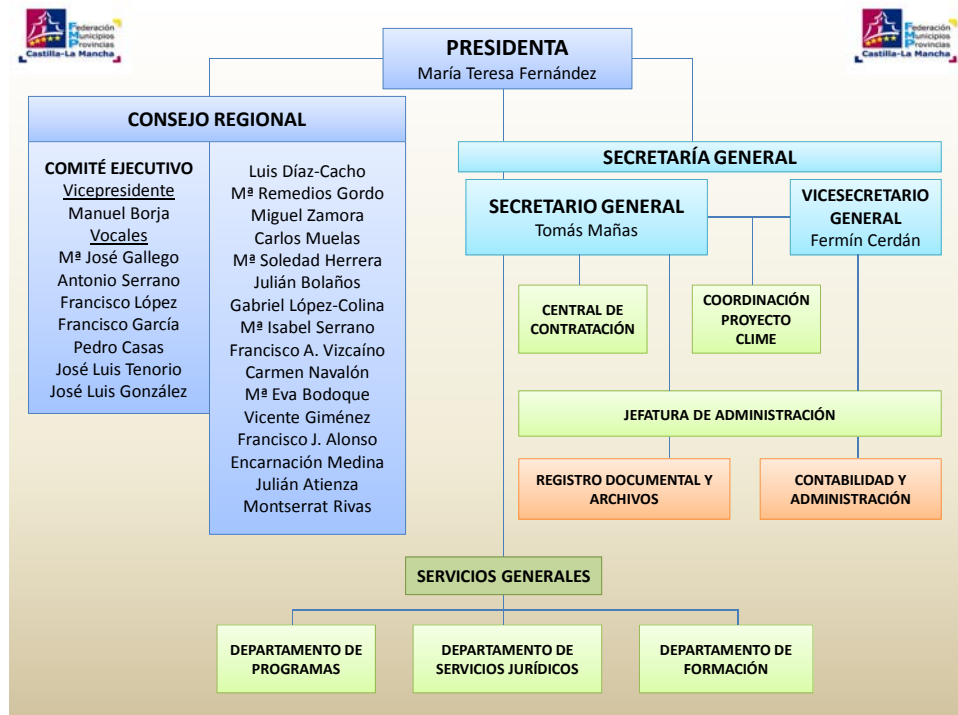 Federación
Municipios
Provincias
Castilla-La Mancha
Federación
Municipios
Provincias
Castilla-La Mancha
PRESIDENTA
María Teresa Fernández
CONSEJO REGIONAL
COMITÉ EJECUTIVO
Vicepresidente
Manuel Borja
Vocales
Mª José Gallego
Antonio Serrano
Francisco López
Francisco García
Pedro Casas
José Luis Tenorio
José Luis González
Luis Díaz-Cacho
Mª Remedios Gordo
Miguel Zamora
Carlos Muelas
Mª Soledad Herrera
Julián Bolaños
Gabriel López-Colina
Mª Isabel Serrano
Francisco A. Vizcaíno
Carmen Navalón
Mª Eva Bodoque
Vicente Giménez
Francisco J. Alonso
Encarnación Medina
Julián Atienza
Montserrat Rivas
SECRETARÍA GENERAL
SECRETARIO GENERAL
Tomás Mañas
VICESECRETARIO
GENERAL
Fermín Cerdán
CENTRAL DE
CONTRATACIÓN
COORDINACIÓN
PROYECTO
CLIME
JEFATURA DE ADMINISTRACIÓN
REGISTRO DOCUMENTAL Y
ARCHIVOS
CONTABILIDAD Y
ADMINISTRACIÓN
SERVICIOS GENERALES
DEPARTAMENTO DE
PROGRAMAS
DEPARTAMENTO DE
SERVICIOS JURÍDICOS
DEPARTAMENTO DE
FORMACIÓN